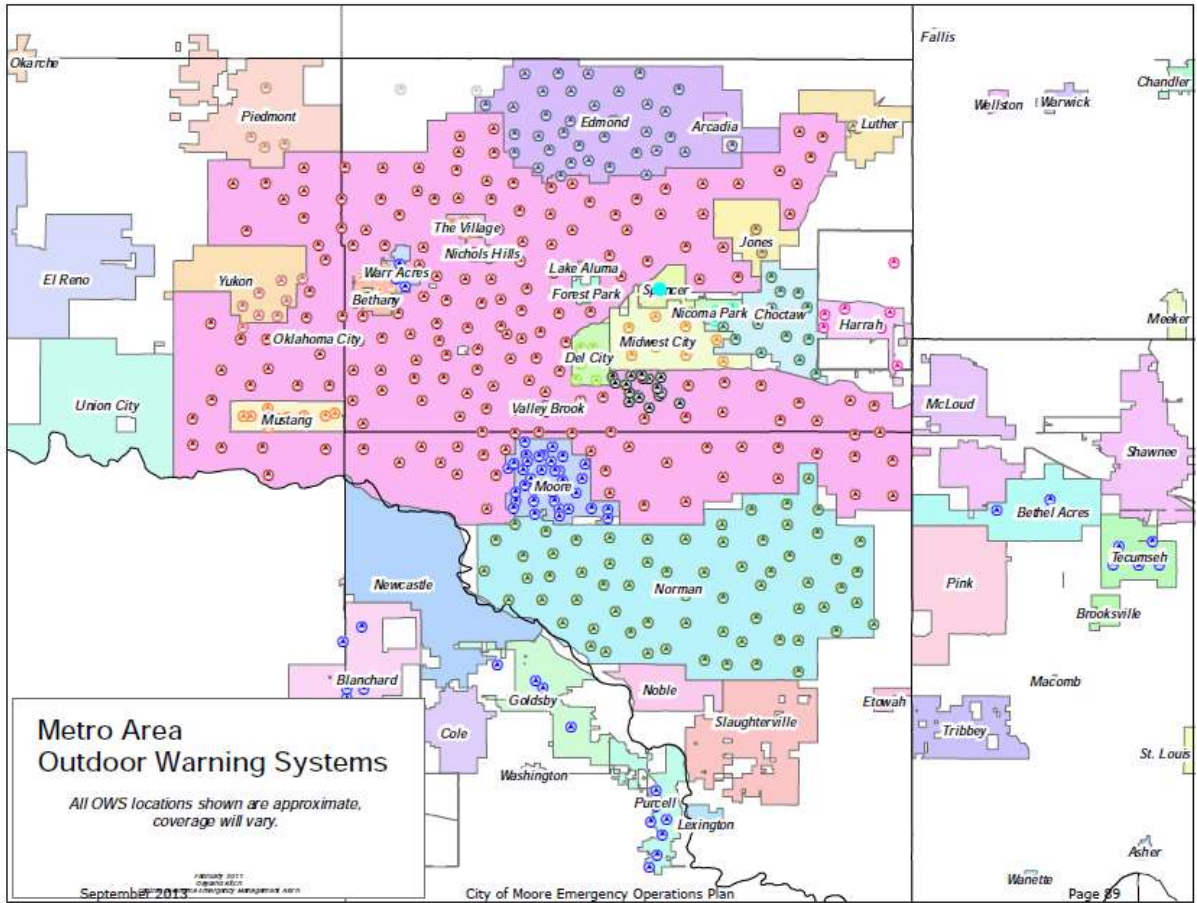 Fallis
Okarche
Chandler
Wellston
Warwick
Piedmont
Edmond
Arcadia
Luther
The Village
Jones
Nichols Hills
Lake Aluma
Warr Acres
El Reno
Yukon
Spencer
Forest Park
Bethany
Nicoma Park
Choctaw
Meeker
Harrah
Oklahoma City
Midwest City
Del City
Union City
McLoud
Valley Brook
Mustang
Shawnee
Moore
Bethel Acres
Tecumseh
Newcastle
Norman
Pink
Brooksville
Blanchard
Macomb
Noble
Goldsby
Etowah
Slaughterville
Cole
Tribbey
St. Louis
Washington
Purcell
Lexington
Asher
Wanette
Metro Area
Outdoor Warning Systems
All OWS locations shown are approximate,
coverage will vary.
February 2011
September 2013
City of Moore Emergency Operations Plan
Page 89